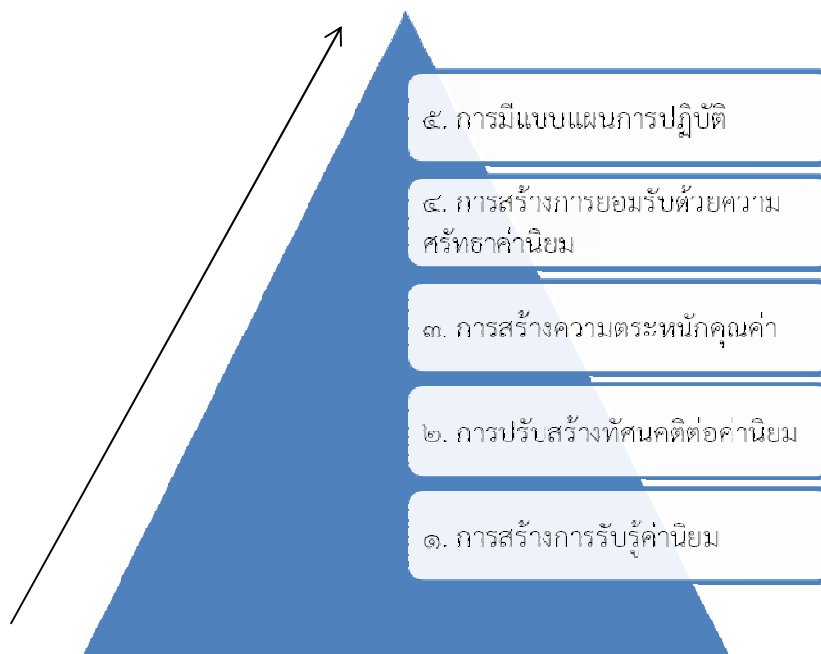 ๕. การมีแบบแผนการปฏิบัติ
๔. การสร้างการยอมรับด้วยความ
ศรัทธาค่านิยม
๓. การสร้างความตระหนักคุณค่า
๒. การปรับสร้างทัศนคติต่อค่านิยม
๑. การสร้างการรับรู้ค่านิยม